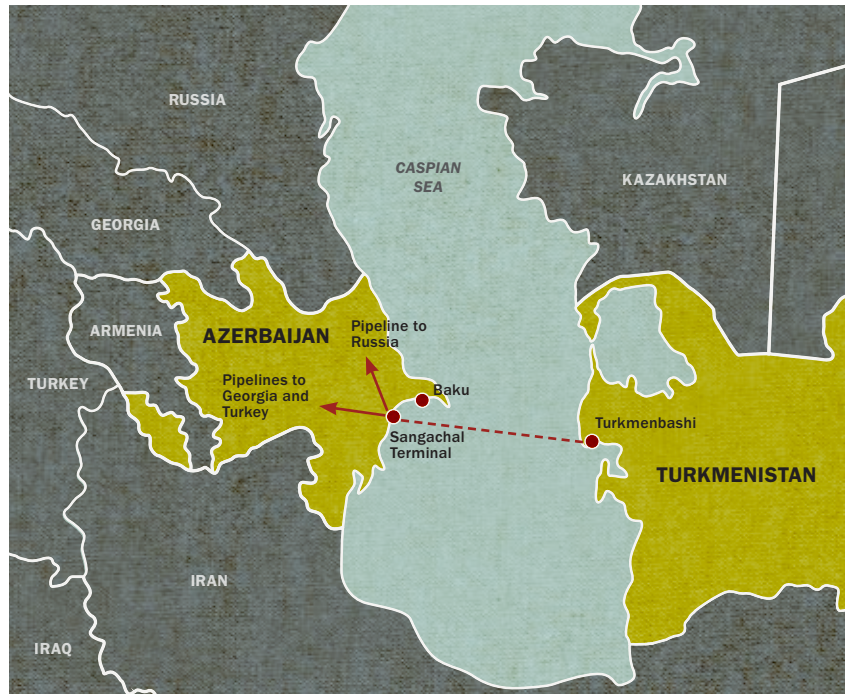 RUSSIA
CASPIAN
SEA
KAZAKHSTAN
GEORGIA
ARMENIA
AZERBAIJAN
Pipeline to
Russia
TURKEY
Pipelines to
Georgia and
Turkey
Baku
Sangachal
Terminal
Turkmenbashi
TURKMENISTAN
IRAN
IRAQ